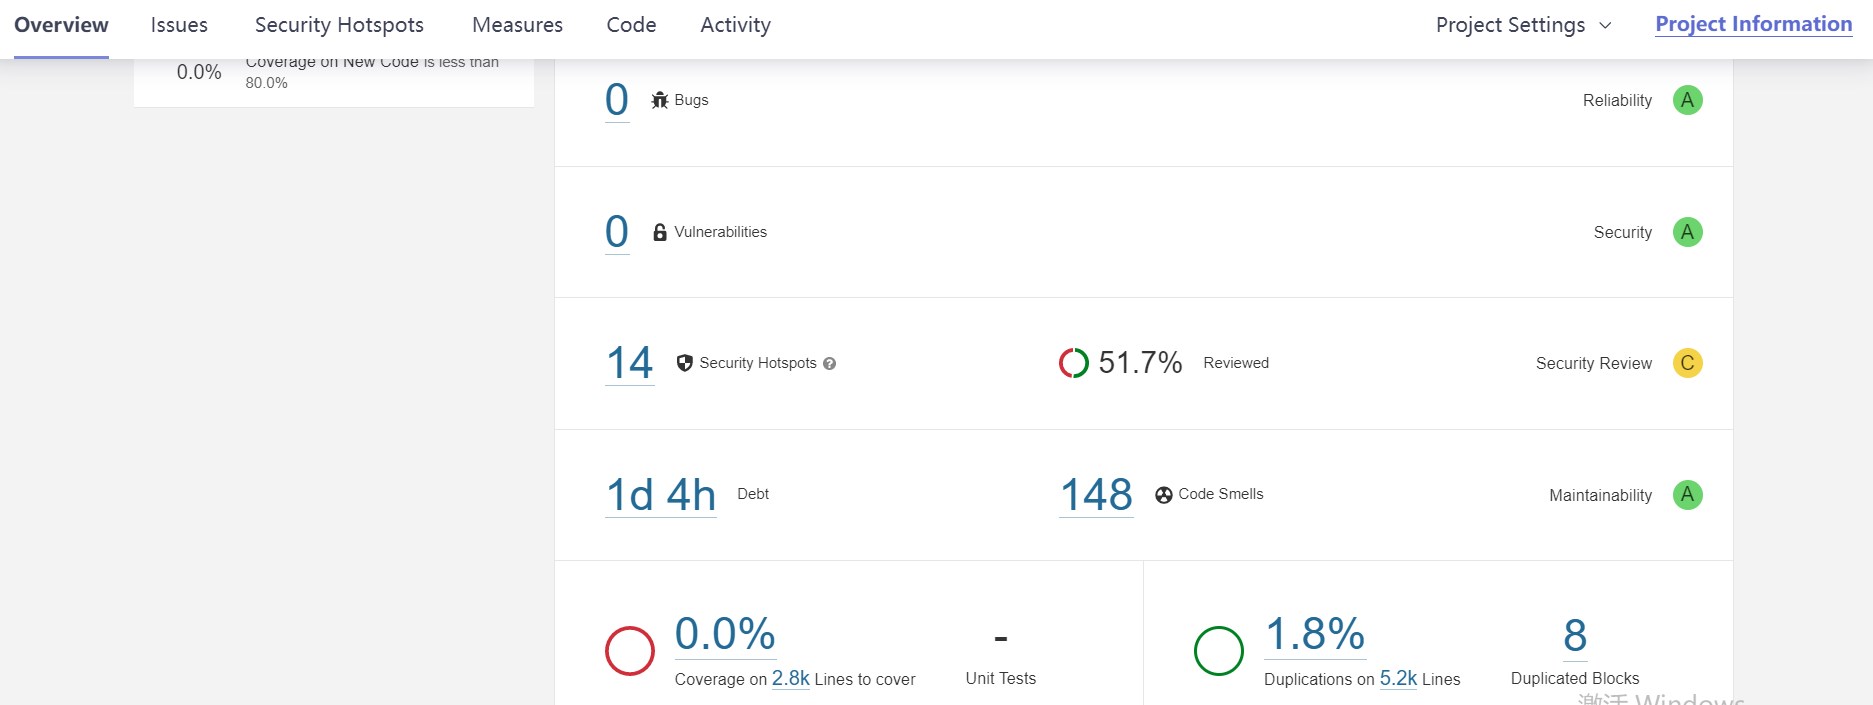 Overview Issues Security Hotspots Measures Code Activity Project Settings Project Information
0.0% Coverage on New Code is less than
80.0%
0 Bugs Reliability A
0 Vulnerabilities Security A
14 Security Hotspots ? 51.7% Reviewed Security Review C
1d 4h Debt 148 Code Smells Maintainability A
0.0% - 1.8% 8
Coverage on 2.8k Lines to cover Unit Tests Duplications on 5.2k Lines Duplicated Blocks
激活 Windows